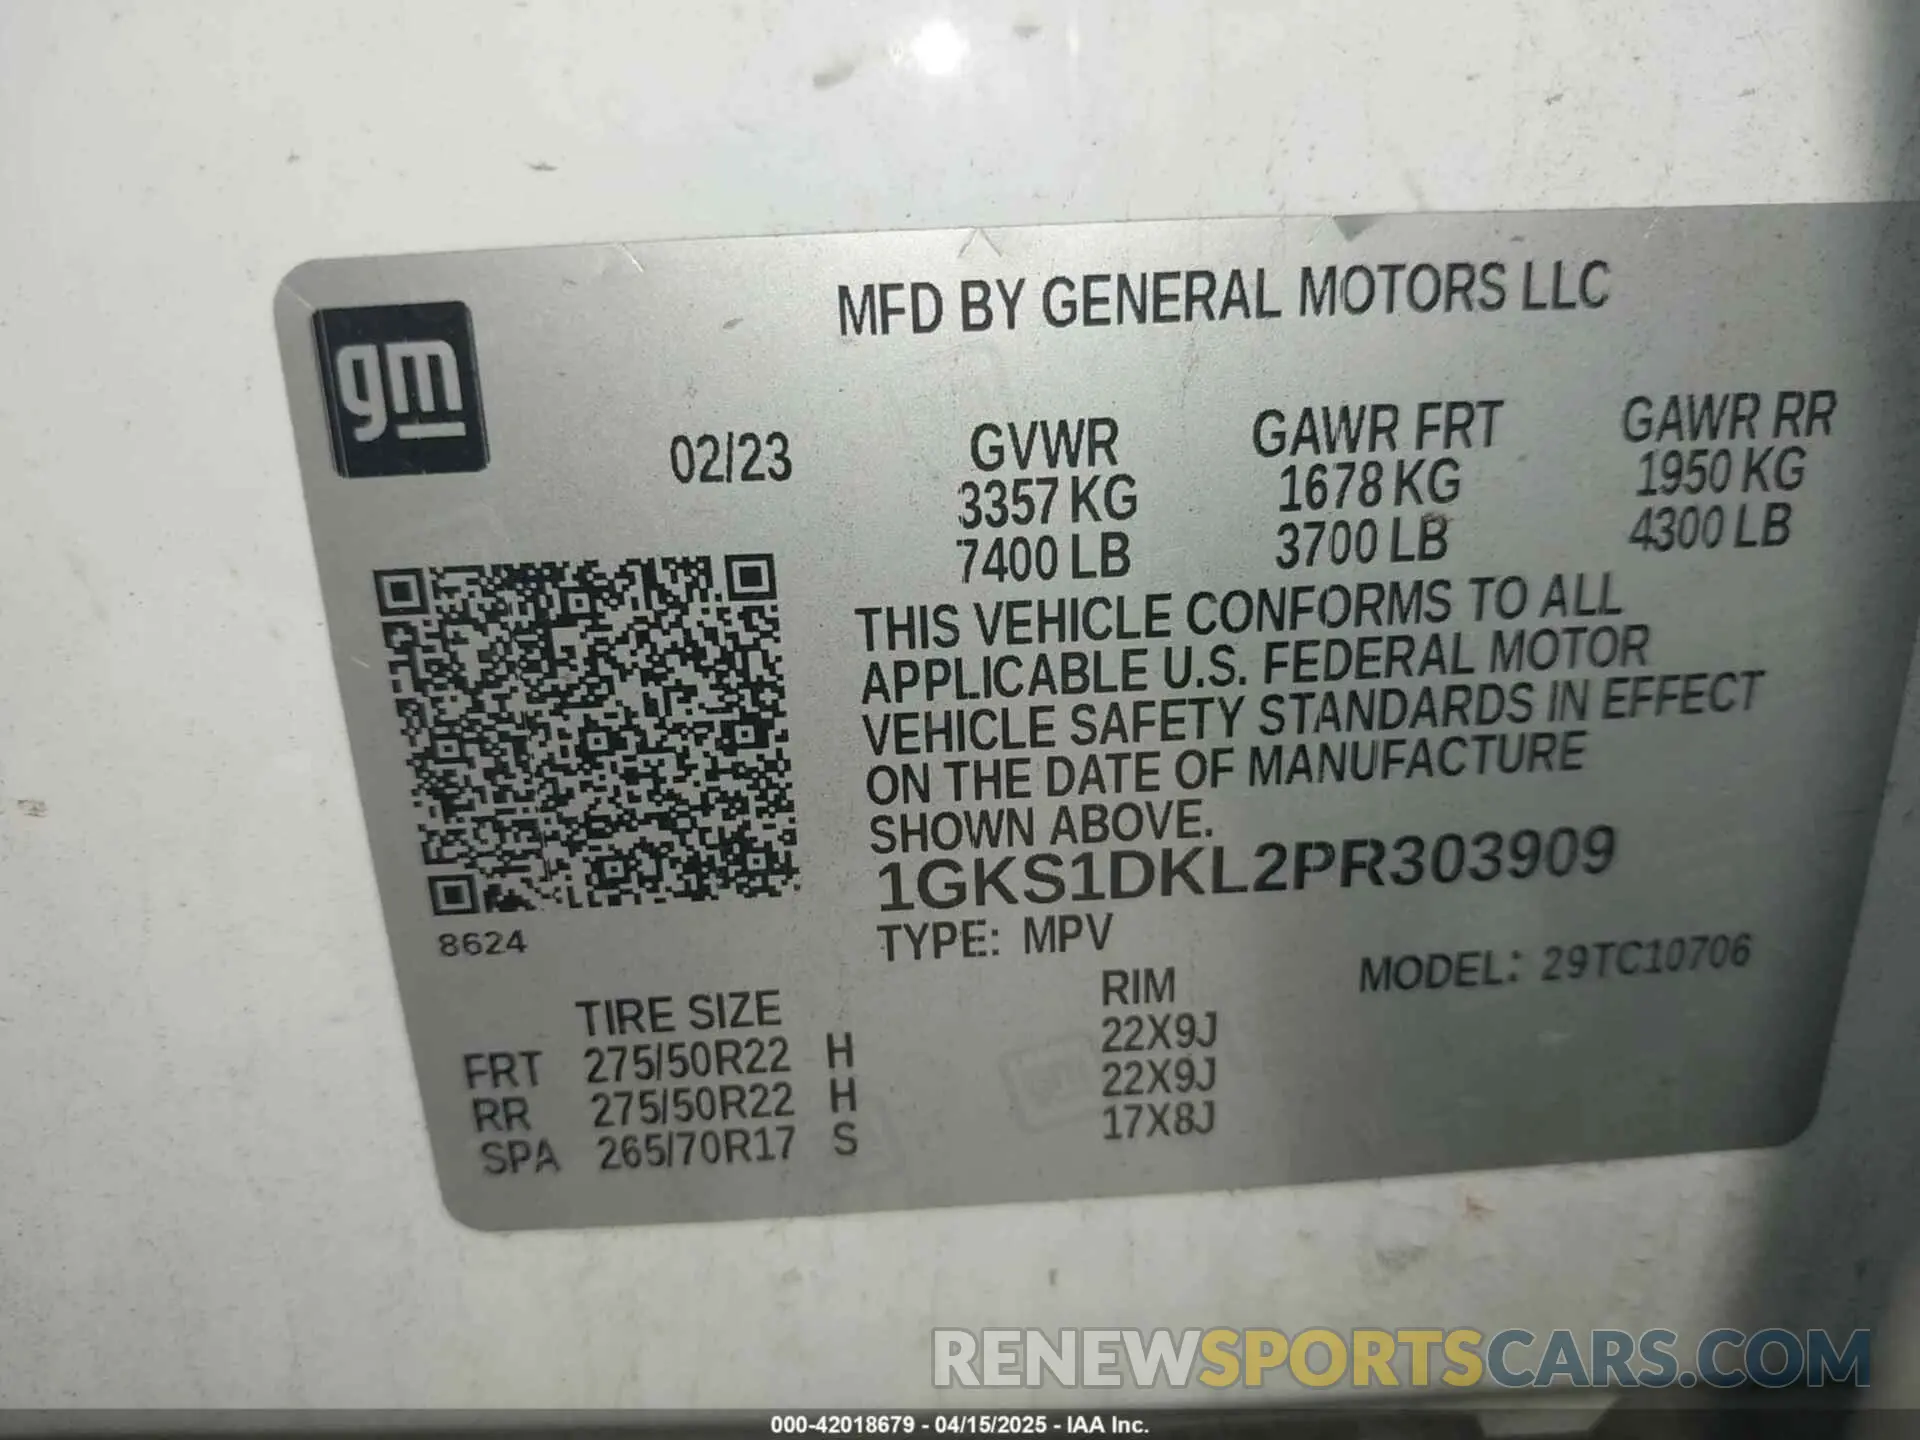 MFD BY GENERAL MOTORS LLC
gm
02/23 GVWR GAWR FRT GAWR RR
3357 KG 1678 KG 1950 KG
7400 LB 3700 LB 4300 LB
THIS VEHICLE CONFORMS TO ALL
APPLICABLE U.S. FEDERAL MOTOR
VEHICLE SAFETY STANDARDS IN EFFECT
ON THE DATE OF MANUFACTURE
SHOWN ABOVE.
1GKS1DKL2PR303909
8624
TYPE: MPV
MODEL: 29TC10706
TIRE SIZE RIM
FRT 275/50R22 H 22X9J
RR 275/50R22 H 22X9J
SPA 265/70R17 S 17X8J
RENEWSPORTSCARS.COM
000-42018679 - 04/15/2025 - IAA Inc.